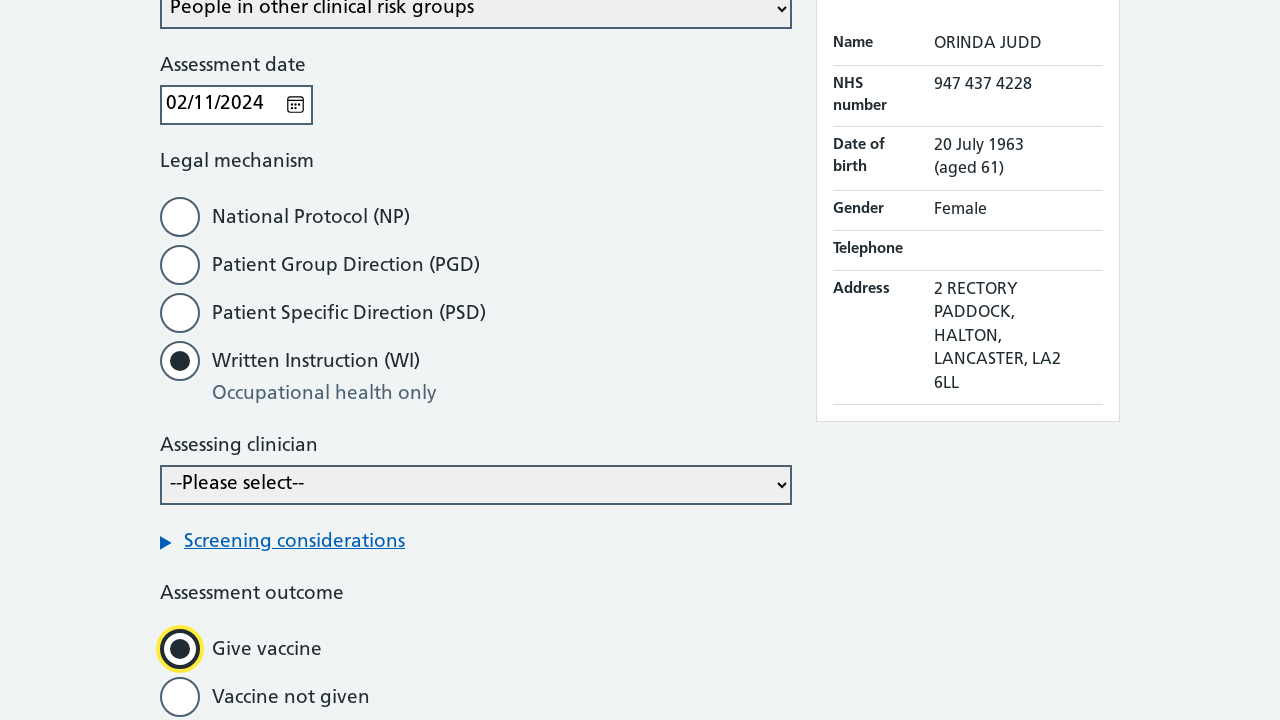 People in other clinical risk groups
Assessment date
02/11/2024
Legal mechanism
National Protocol (NP)
Patient Group Direction (PGD)
Patient Specific Direction (PSD)
Written Instruction (WI)
Occupational health only
Assessing clinician
--Please select--
Screening considerations
Assessment outcome
Give vaccine
Vaccine not given
Name ORINDA JUDD
NHS number 947 437 4228
Date of birth 20 July 1963 (aged 61)
Gender Female
Telephone
Address 2 RECTORY
PADDOCK,
HALTON,
LANCASTER, LA2
6LL